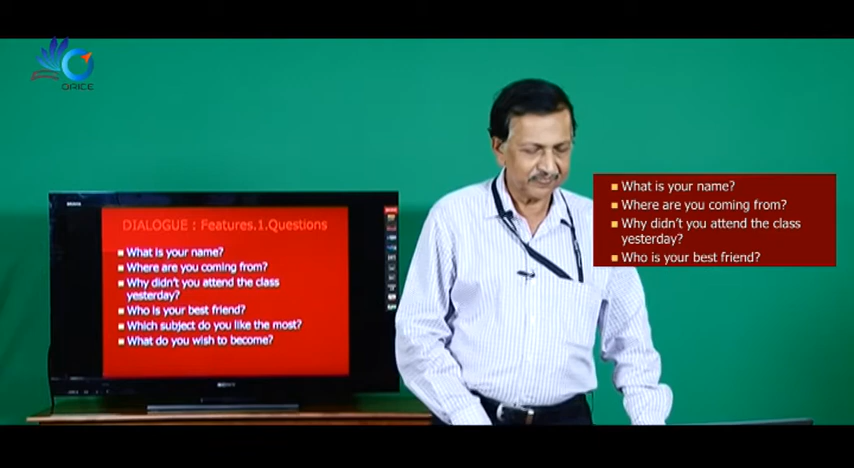 QRICE
SONY
DIALOGUE : Features.1.Questions
What is your name?
Where are you coming from?
Why didn't you attend the class
yesterday?
Who is your best friend?
Which subject do you like the most?
What do you wish to become?
SONY
What is your name?
Where are you coming from?
Why didn't you attend the class
yesterday?
Who is your best friend?